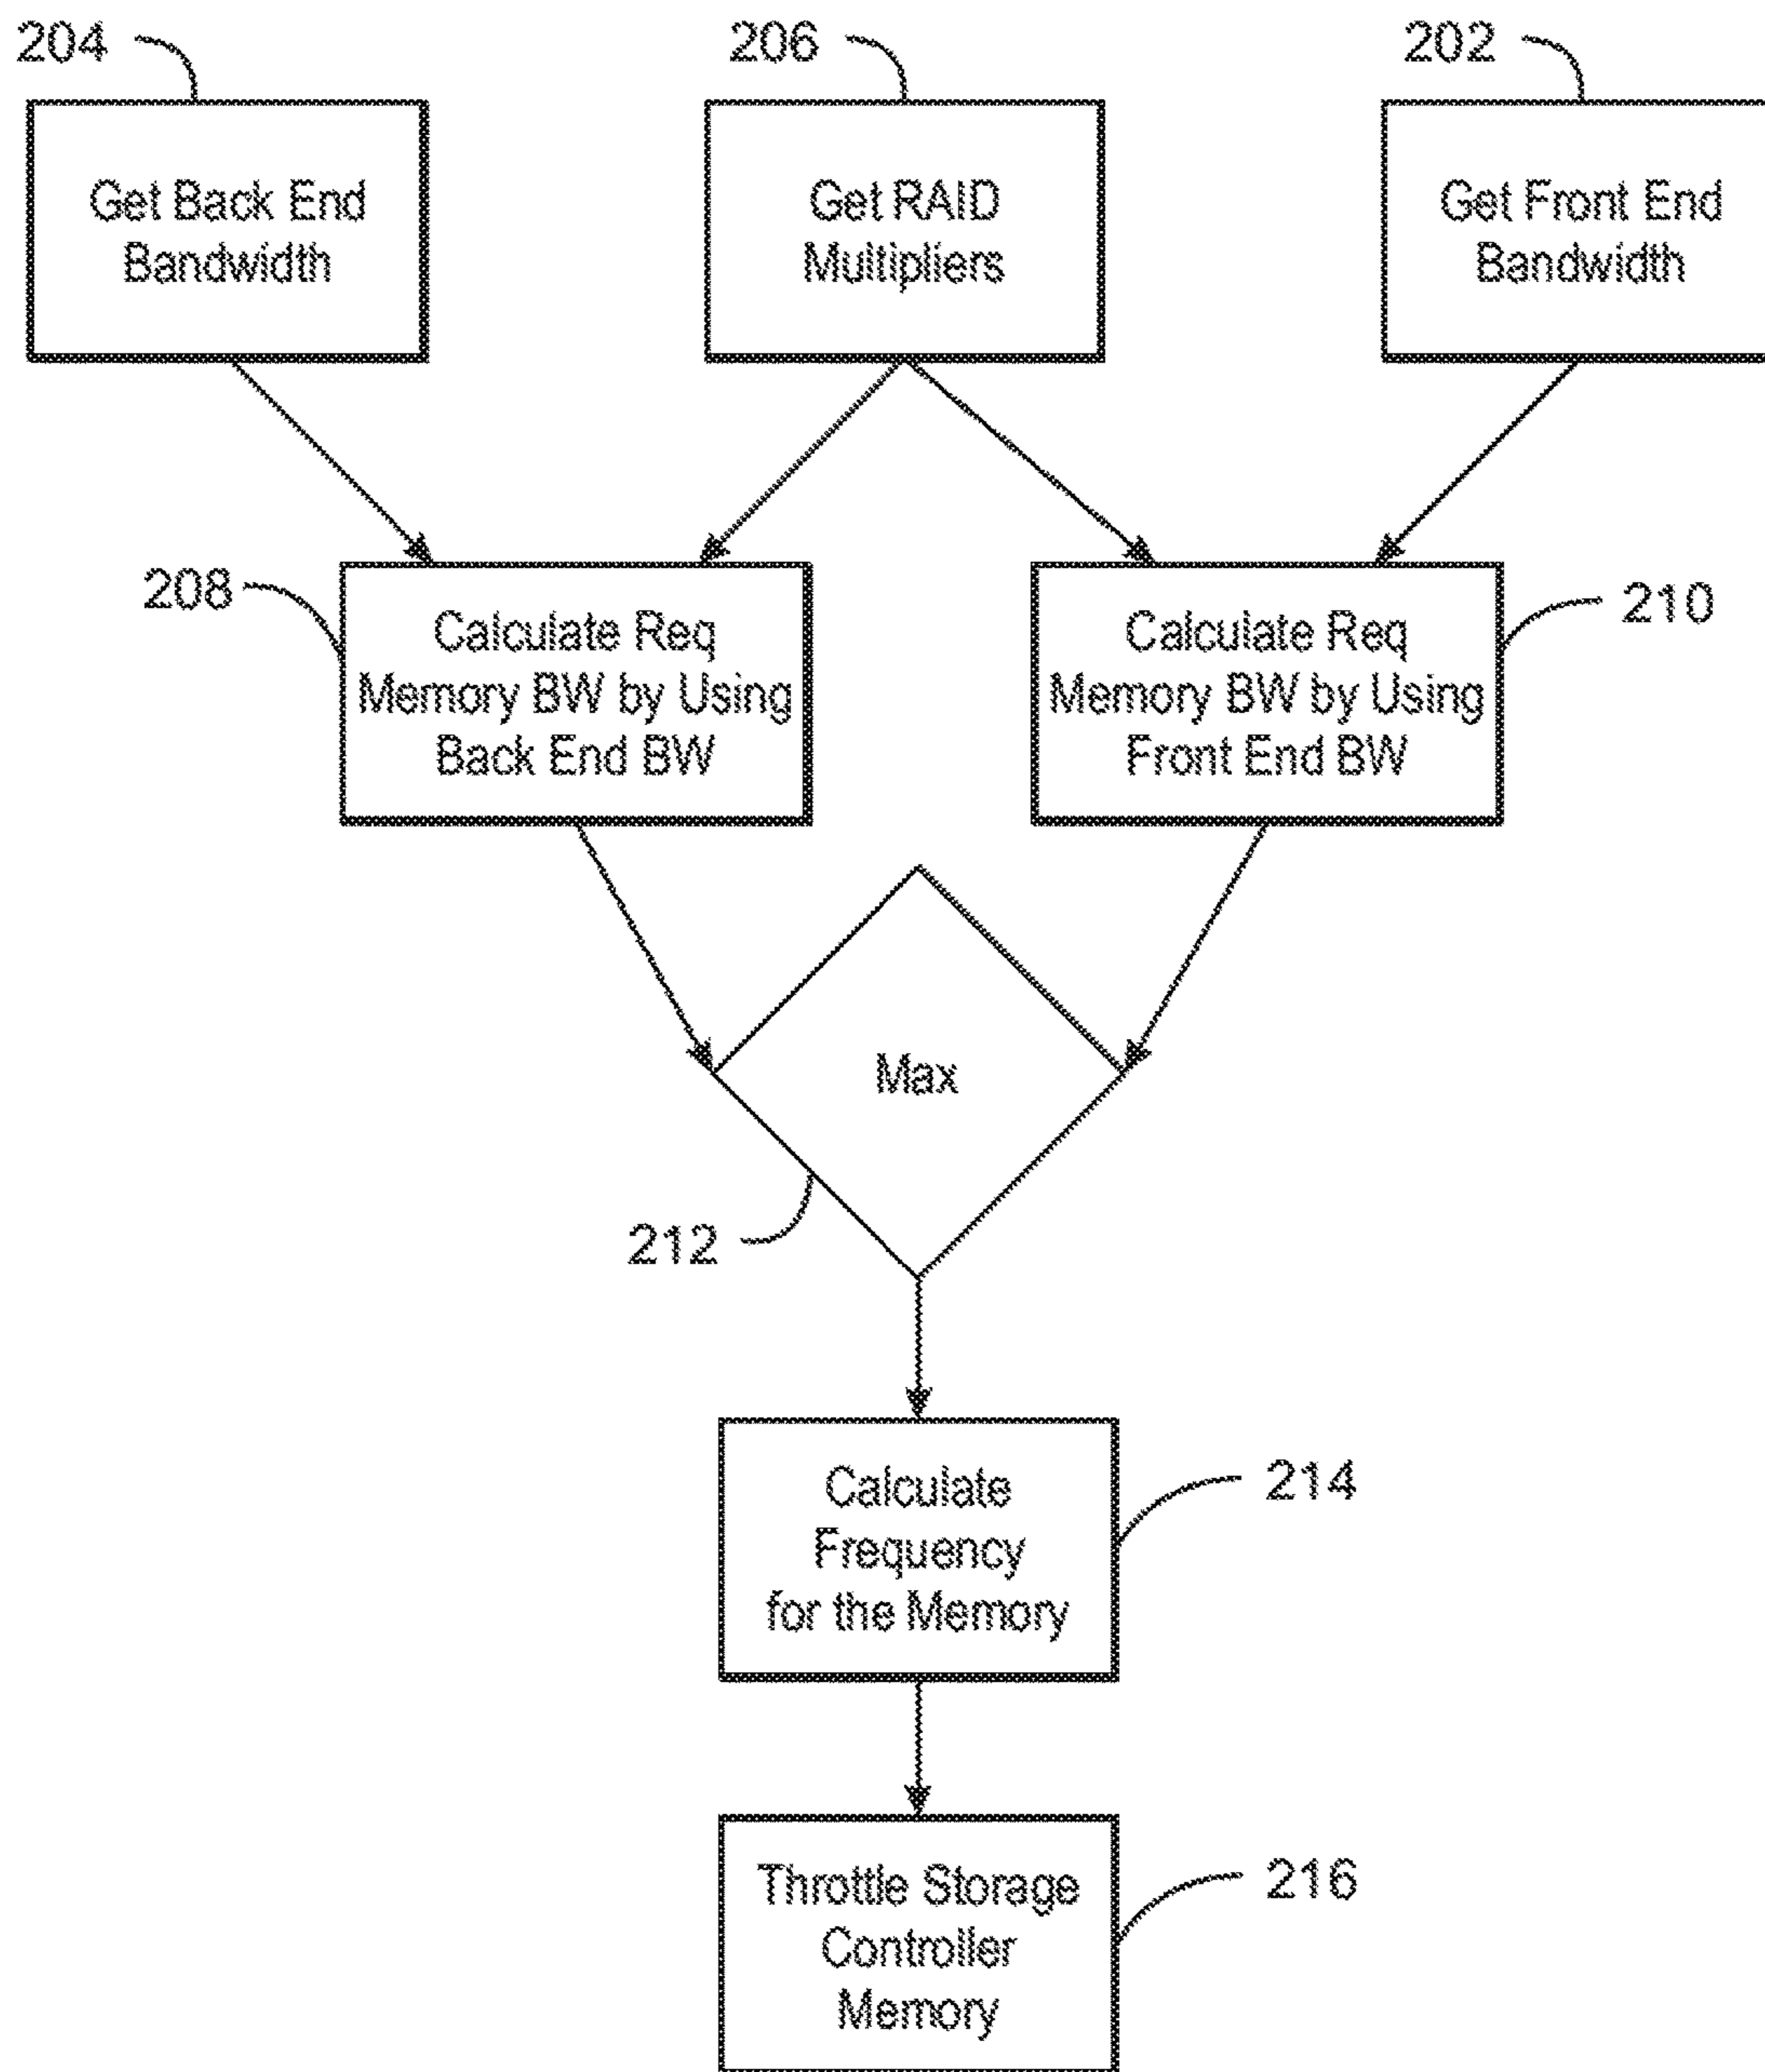 204
206
202
Get Back End
Bandwidth
Get RAID
Multipliers
Get Front End
Bandwidth
208
Calculate Req
Memory BW by Using
Back End BW
Calculate Req
Memory BW by Using
Front End BW
210
Max
212
Calculate
Frequency
for the Memory
214
Throttle Storage
Controller
Memory
216